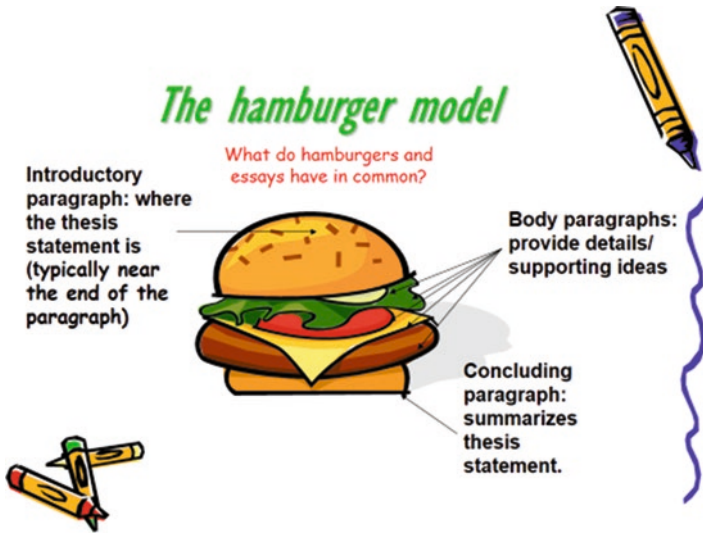 The hamburger model
What do hamburgers and
essays have in common?
Introductory
paragraph: where
the thesis
statement is
(typically near
the end of the
paragraph)
Body paragraphs:
provide details/
supporting ideas
Concluding
paragraph:
summarizes
thesis
statement.